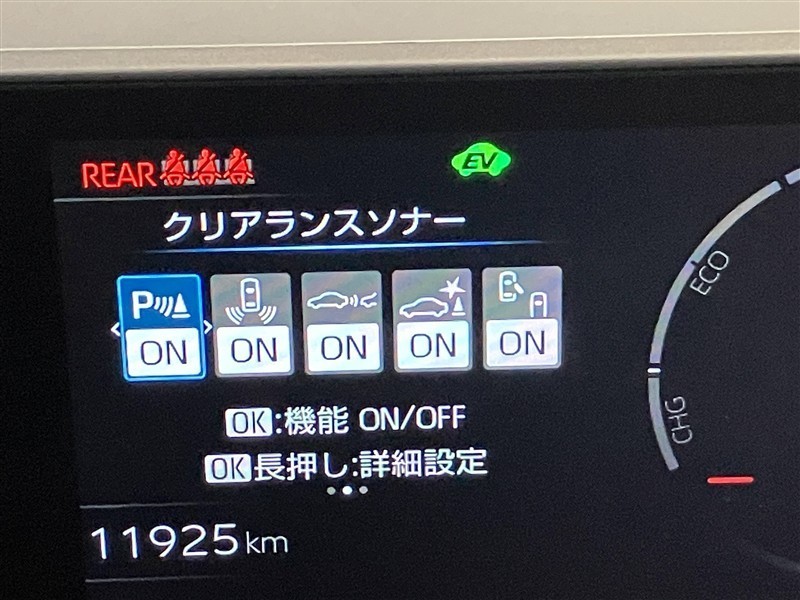 REAR
EV
クリアランスソナー
P
ON ON ON ON ON
OK:機能 ON/OFF
OK長押し:詳細設定
11925km
ECO
CHG